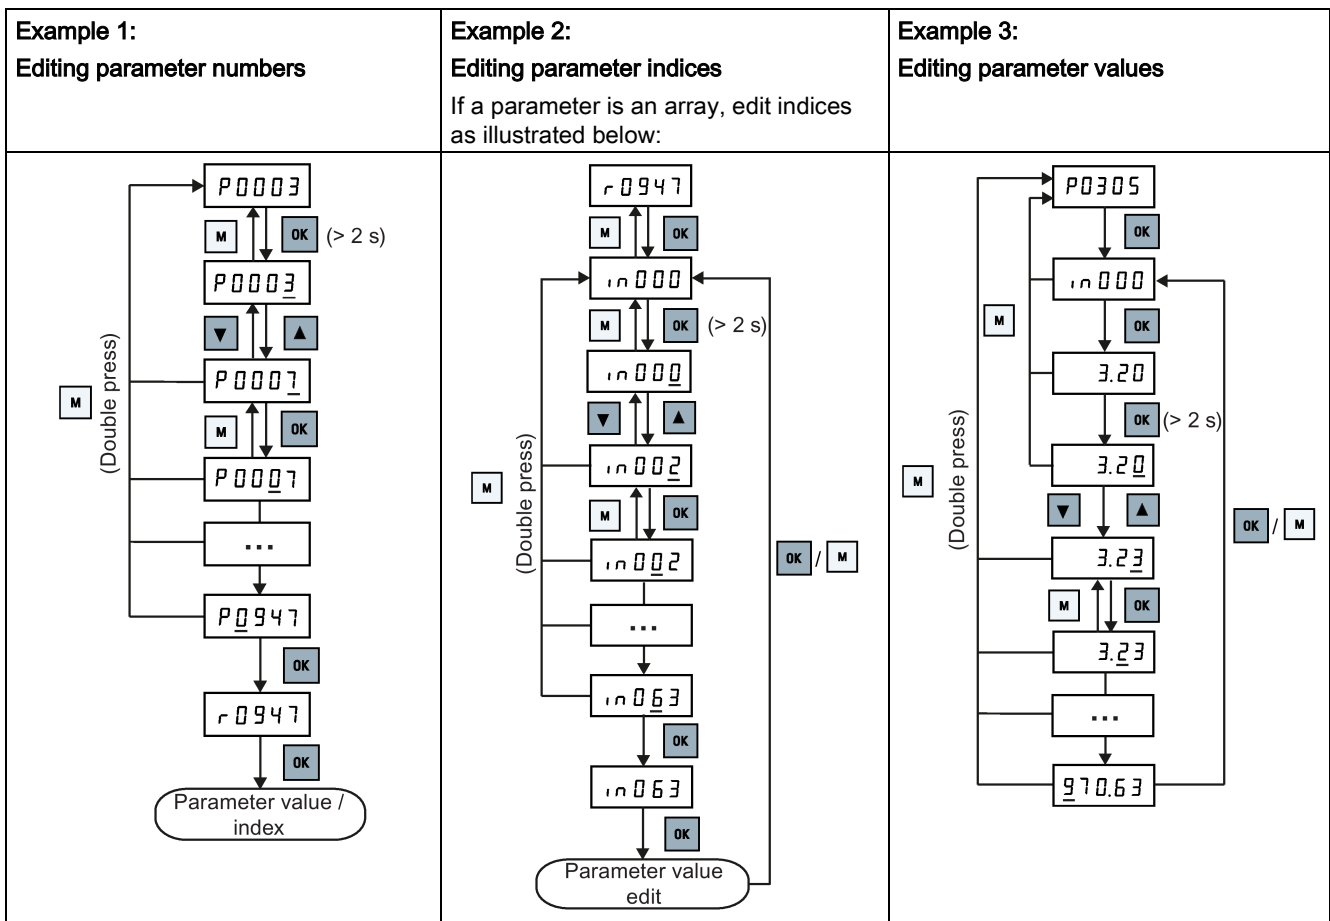 Example 1:
Editing parameter numbers
P0003
M
OK
(> 2 s)
P0003
▼
▲
P0007
M
OK
P0007
...
P0947
OK
r0947
OK
Parameter value /
index
M
(Double press)
Example 2:
Editing parameter indices
If a parameter is an array, edit indices
as illustrated below:
r0947
M
OK
in000
M
OK
(> 2 s)
in000
▼
▲
in002
M
OK
in002
...
in063
OK
in063
OK
Parameter value
edit
M
(Double press)
OK / M
Example 3:
Editing parameter values
P0305
OK
in000
OK
M
3.20
OK
(> 2 s)
3.20
▼
▲
3.23
M
OK
3.23
...
970.63
M
(Double press)
OK / M